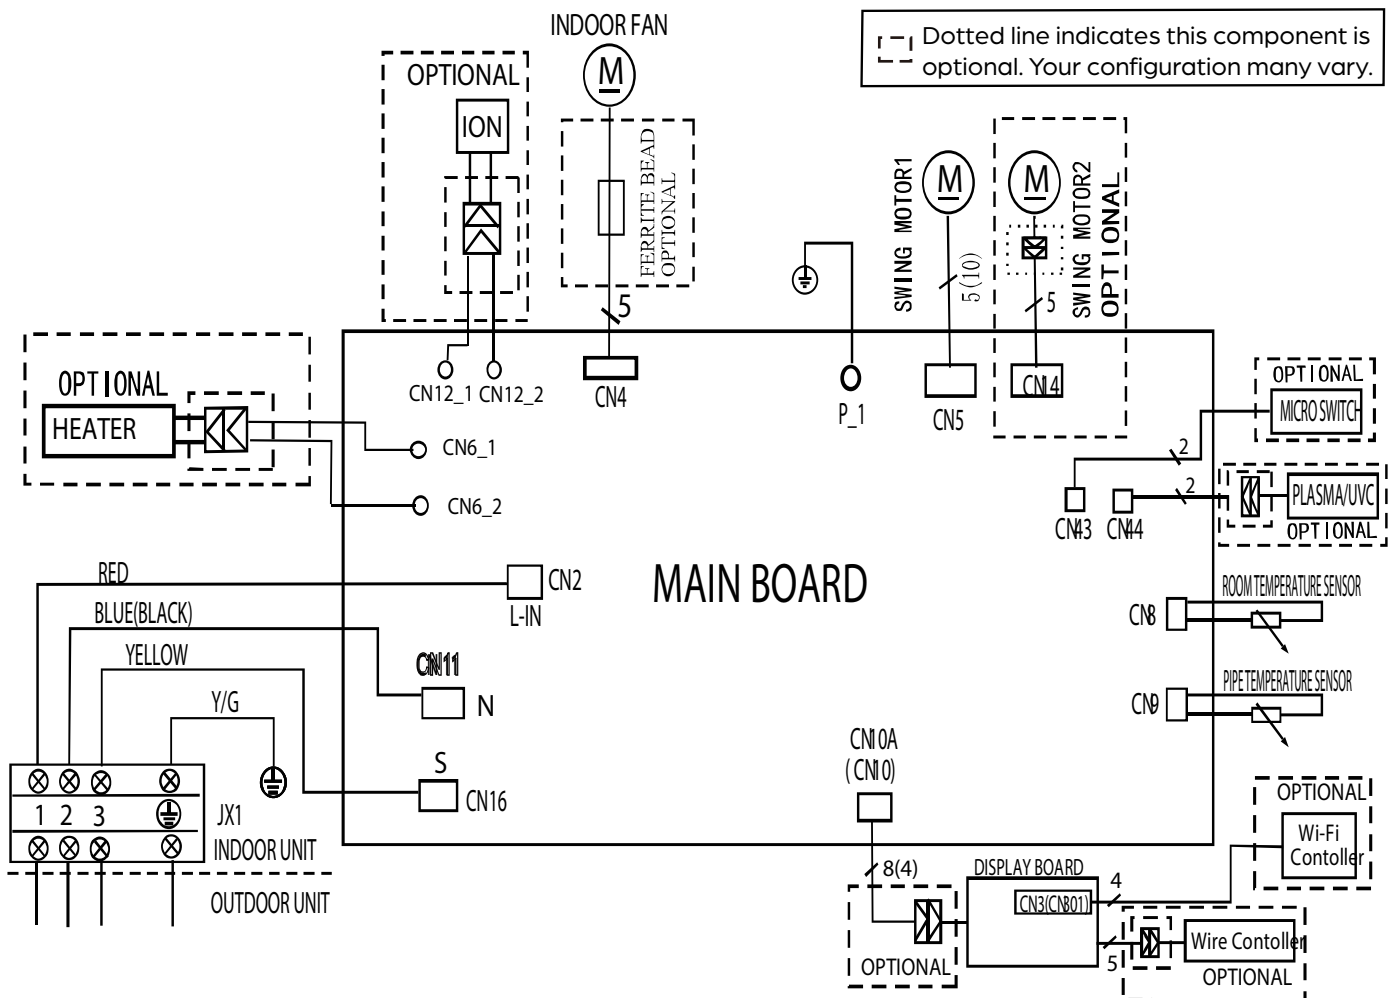 INDOOR FAN
Dotted line indicates this component is
optional. Your configuration many vary.
OPTIONAL
M
ION
FERRITE BEAD
OPTIONAL
5
SWING MOTOR1
M
5(10)
M
5
SWING MOTOR2
OPTIONAL
OPTIONAL
HEATER
CN12_1
CN12_2
CN4
P_1
CN5
CN14
OPTIONAL
MICRO SWITCH
CN6_1
CN6_2
2
2
CN43
CN44
PLASMA/UVC
OPTIONAL
MAIN BOARD
RED
CN2
L-IN
BLUE(BLACK)
YELLOW
CN11
N
Y/G
S
CN16
CN8
ROOM TEMPERATURE SENSOR
CN9
PIPE TEMPERATURE SENSOR
1 2 3
JX1
INDOOR UNIT
OUTDOOR UNIT
CN10A
(CN10)
8(4)
OPTIONAL
DISPLAY BOARD
CN3(CN301)
4
5
OPTIONAL
Wi-Fi
Contoller
Wire Contoller
OPTIONAL